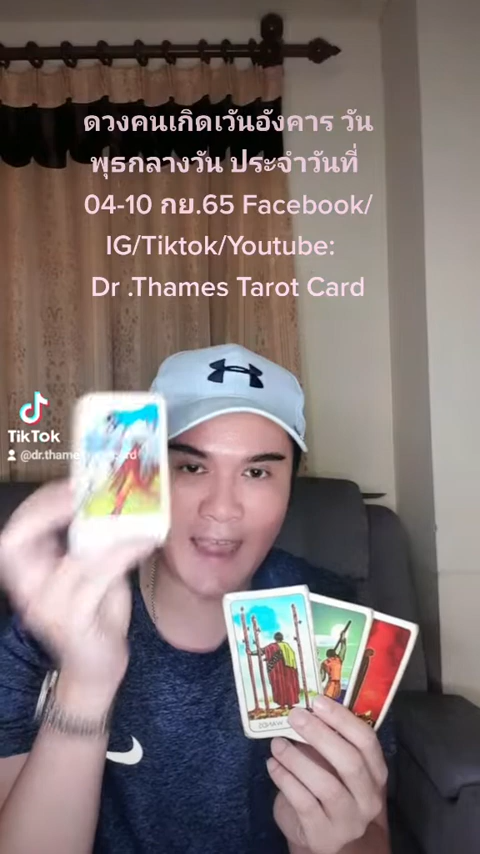 ดวงคนเกิดเวันอังคาร วัน
พุธกลางวัน ประจำวันที่
04-10 กย.65 Facebook/
IG/Tiktok/Youtube:
Dr .Thames Tarot Card
TikTok